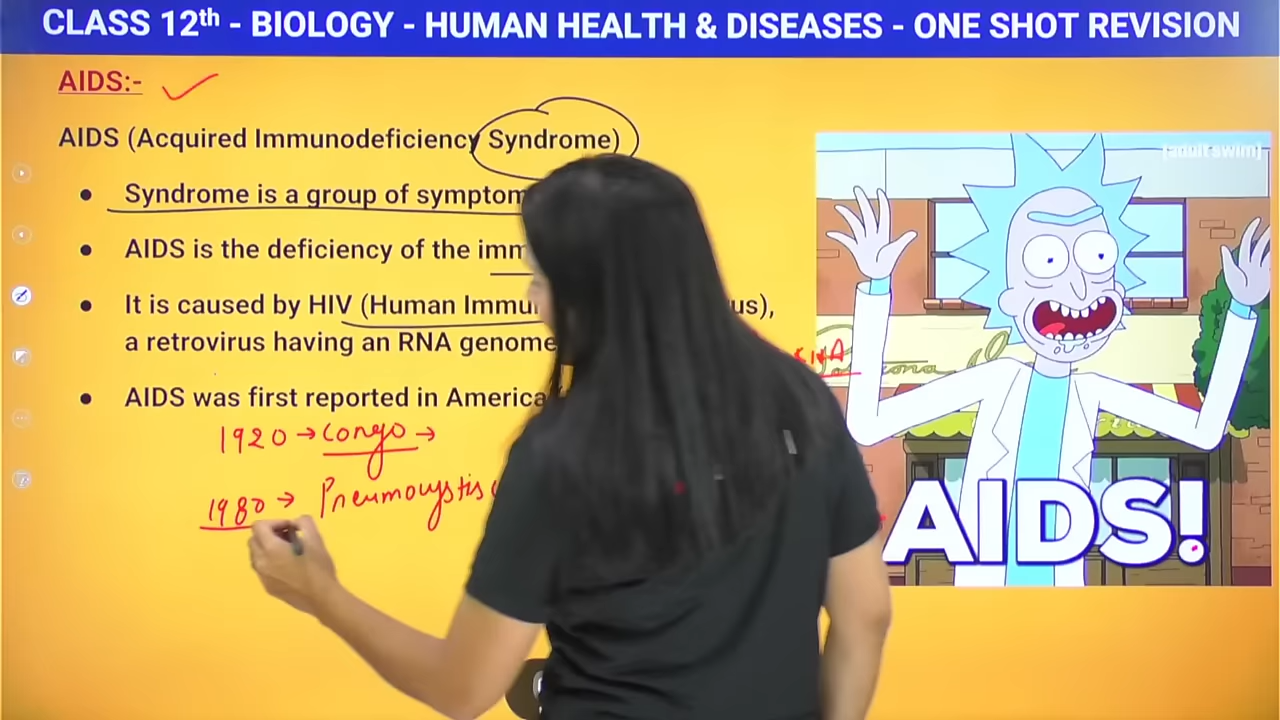 CLASS 12th - BIOLOGY - HUMAN HEALTH & DISEASES - ONE SHOT REVISION
AIDS:-
AIDS (Acquired Immunodeficiency Syndrome)
Syndrome is a group of symptom
AIDS is the deficiency of the imm
It is caused by HIV (Human Immu us),
a retrovirus having an RNA genome
AIDS was first reported in America
1920 → Congo →
1980 → Pneumocystis
[adult swim]
AIDS!